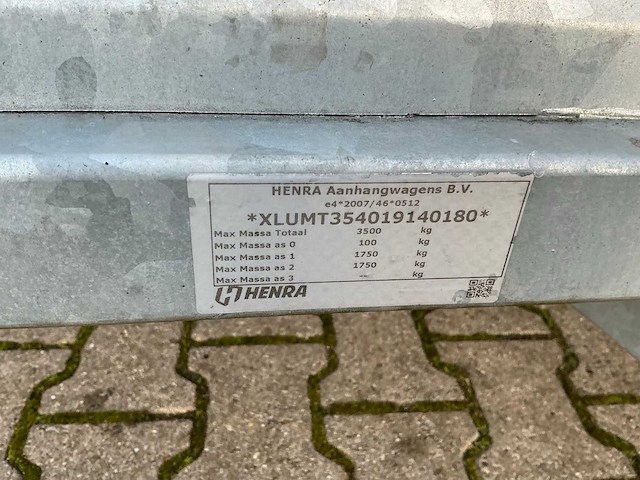 HENRA Aanhangwagens B.V.
e4*2007/46*0512
*XLUMT354019140180*
Max Massa Totaal 3500 kg
Max Massa as 0 100 kg
Max Massa as 1 1750 kg
Max Massa as 2 1750 kg
Max Massa as 3 -- kg
HENRA